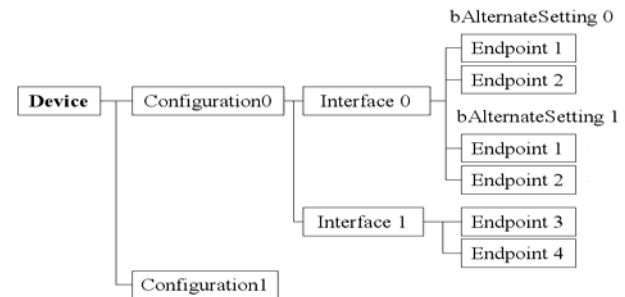 bAlternateSetting 0
Endpoint 1
Endpoint 2
Device
Configuration0
Interface 0
bAlternateSetting 1
Endpoint 1
Endpoint 2
Interface 1
Endpoint 3
Endpoint 4
Configuration1